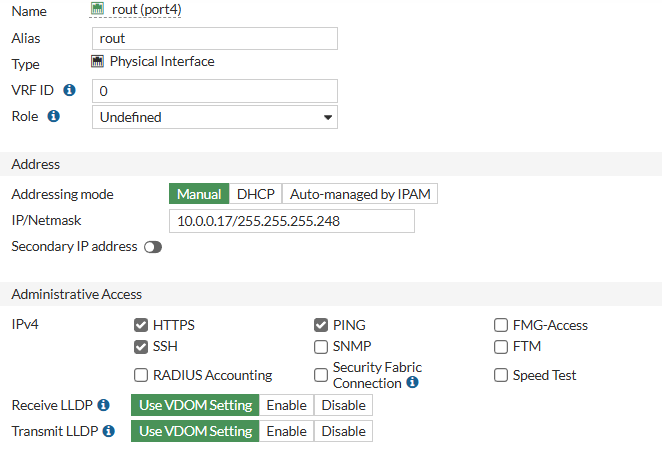 Name rout (port4)
Alias rout
Type Physical Interface
VRF ID 0
Role Undefined
Address
Addressing mode Manual DHCP Auto-managed by IPAM
IP/Netmask 10.0.0.17/255.255.255.248
Secondary IP address
Administrative Access
IPv4 HTTPS PING FMG-Access
SSH SNMP FTM
RADIUS Accounting Security Fabric Connection Speed Test
Receive LLDP Use VDOM Setting Enable Disable
Transmit LLDP Use VDOM Setting Enable Disable